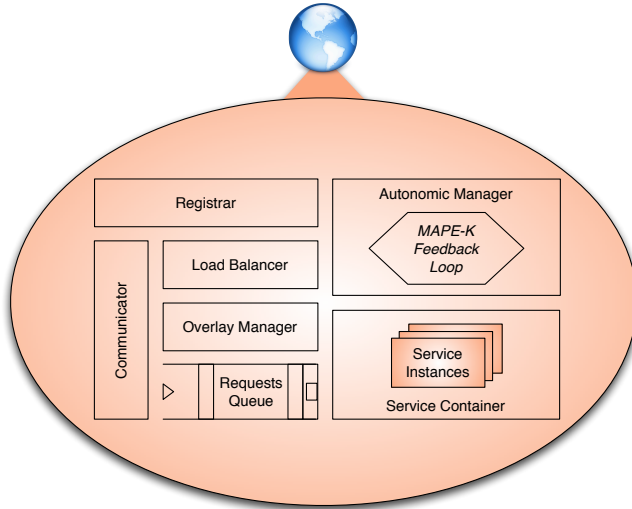 Registrar
Autonomic Manager
MAPE-K
Feedback
Loop
Communicator
Load Balancer
Overlay Manager
Requests
Queue
Service
Instances
Service Container